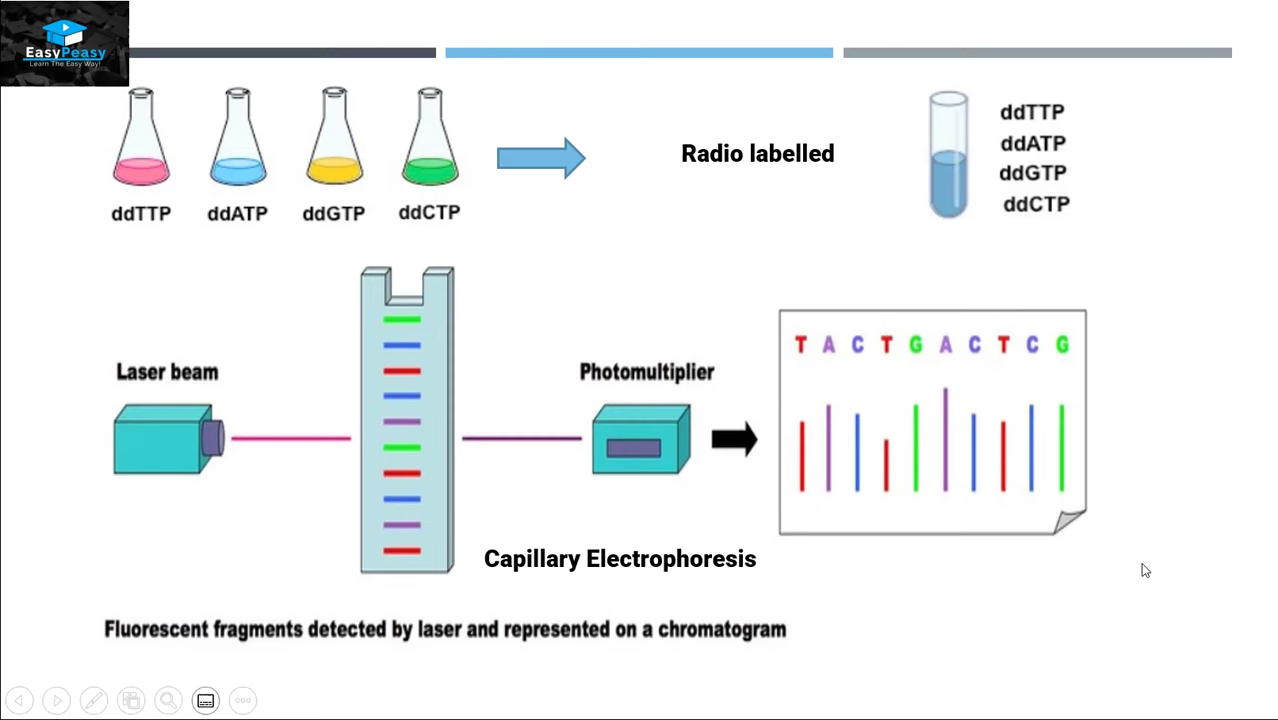 EasyPeasy
Learn The Easy Way!
ddTTP ddATP ddGTP ddCTP
Radio labelled
ddTTP
ddATP
ddGTP
ddCTP
Laser beam
Photomultiplier
T A C T G A C T C G
Capillary Electrophoresis
Fluorescent fragments detected by laser and represented on a chromatogram